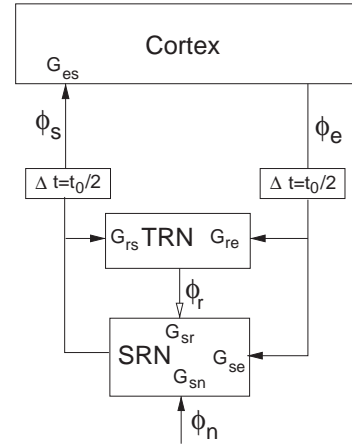 Cortex
G_es
ϕ_s
ϕ_e
Δ t=t_0/2
Δ t=t_0/2
G_rs TRN G_re
ϕ_r
G_sr
SRN G_se
G_sn
ϕ_n